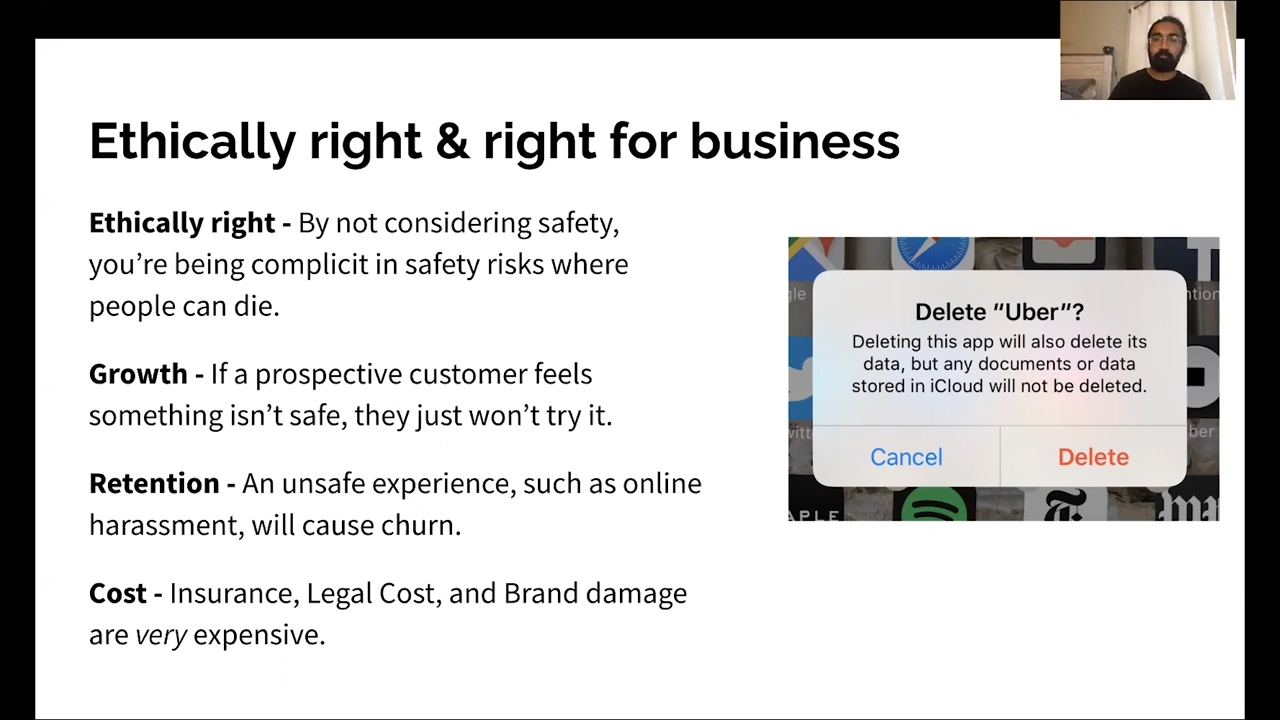 Ethically right & right for business
Ethically right - By not considering safety,
you’re being complicit in safety risks where
people can die.
Growth - If a prospective customer feels
something isn’t safe, they just won’t try it.
Retention - An unsafe experience, such as online
harassment, will cause churn.
Cost - Insurance, Legal Cost, and Brand damage
are very expensive.
Delete “Uber”?
Deleting this app will also delete its
data, but any documents or data
stored in iCloud will not be deleted.
Cancel
Delete